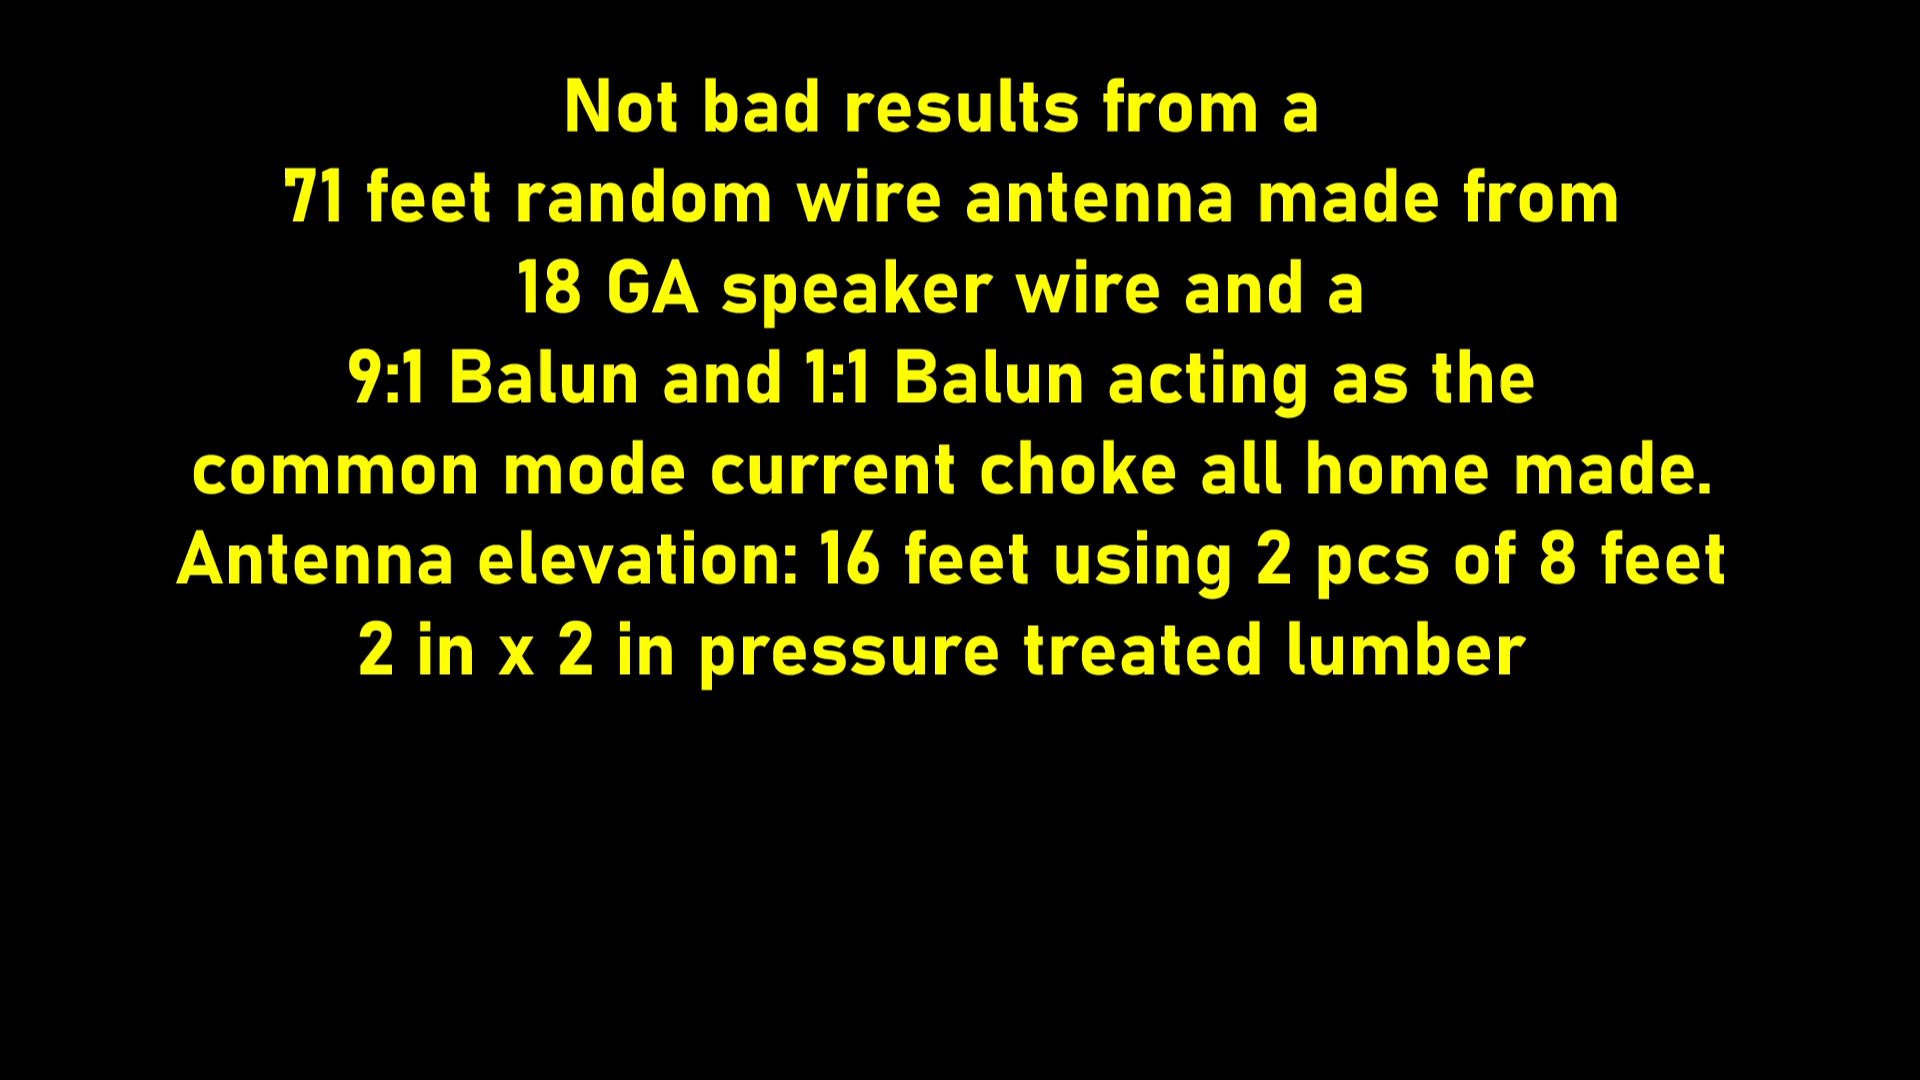 Not bad results from a
71 feet random wire antenna made from
18 GA speaker wire and a
9:1 Balun and 1:1 Balun acting as the
common mode current choke all home made.
Antenna elevation: 16 feet using 2 pcs of 8 feet
2 in x 2 in pressure treated lumber